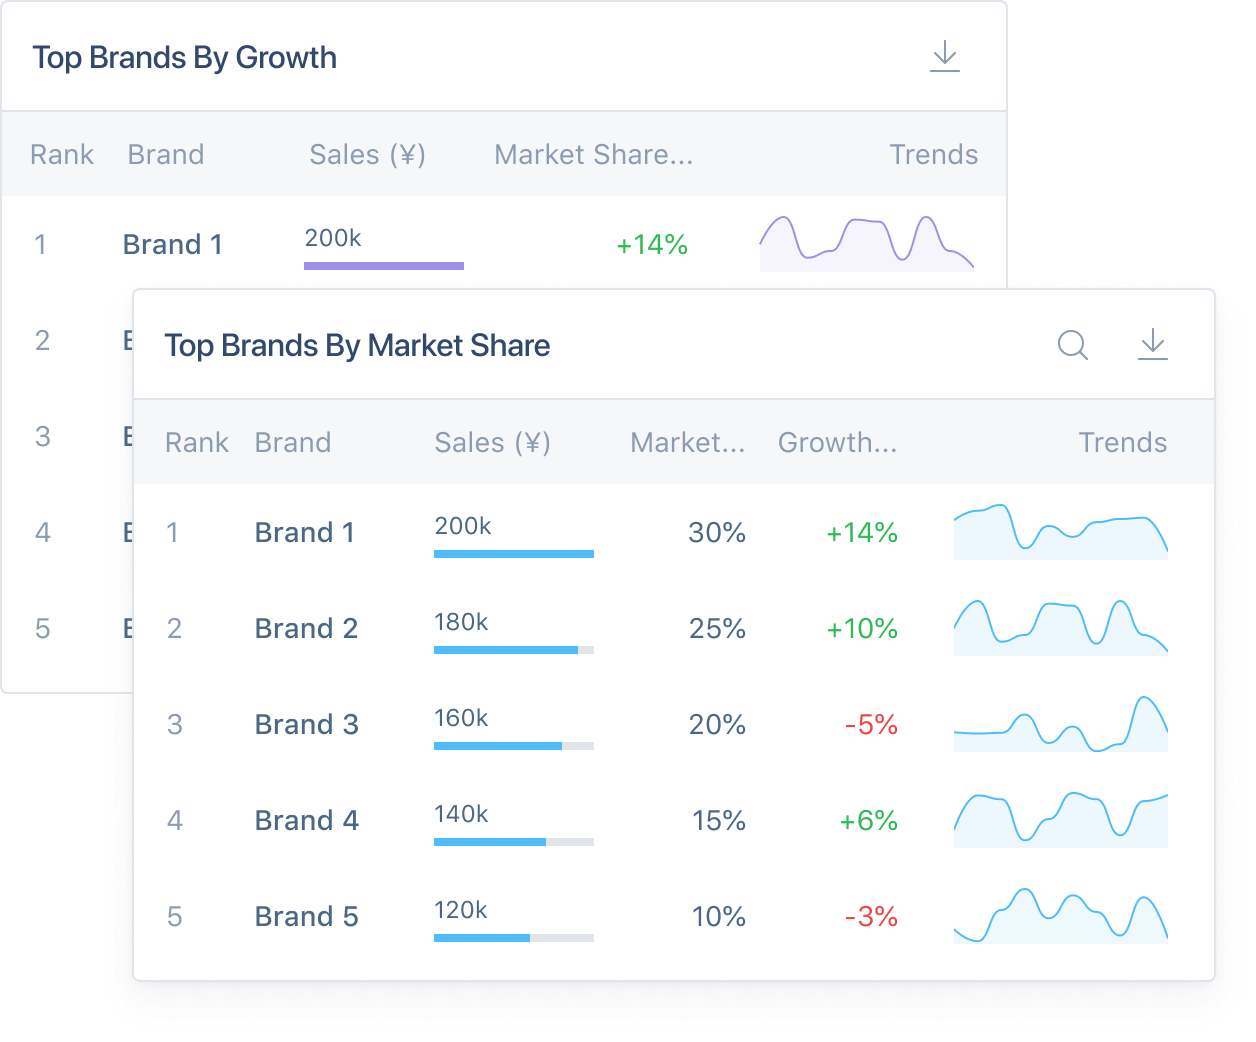 Top Brands By Growth
Rank Brand Sales (¥) Market Share... Trends
1 Brand 1 200k +14%
2
3
4
5
Top Brands By Market Share
Rank Brand Sales (¥) Market... Growth... Trends
1 Brand 1 200k 30% +14%
2 Brand 2 180k 25% +10%
3 Brand 3 160k 20% -5%
4 Brand 4 140k 15% +6%
5 Brand 5 120k 10% -3%